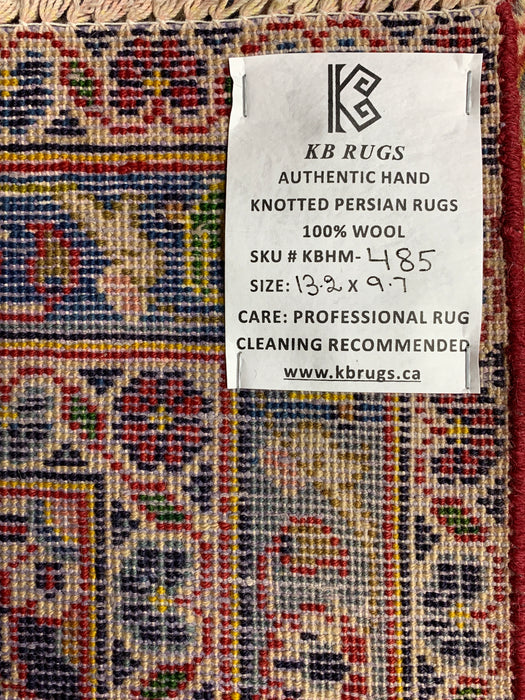 KB
KB RUGS
AUTHENTIC HAND
KNOTTED PERSIAN RUGS
100% WOOL
SKU # KBHM-485
SIZE: 13.2 X 9.7
CARE: PROFESSIONAL RUG
CLEANING RECOMMENDED
www.kbrugs.ca